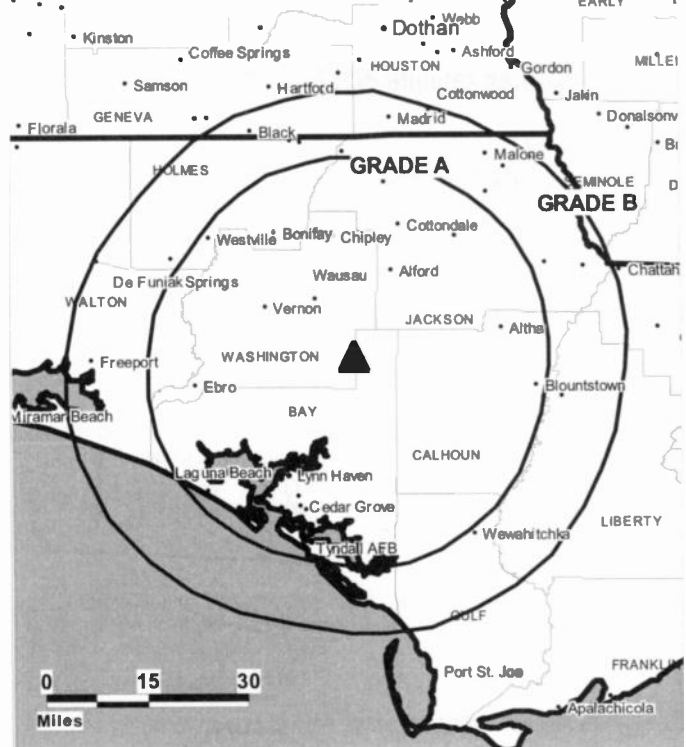 EARLY
Webb
Kinston
Dothan
Coffee Springs
Ashford
HOUSTON
Gordon
MILLE
Samson
Hartford
Cottonwood
Jakin
GENEVA
Madrid
Donalsonv
Florala
Black
B
Malone
HOLMES
GRADE A
SEMINOLE
D
GRADE B
Westville
Bonifay
Chipley
Cottondale
De Funiak Springs
Wausau
Alford
Chattah
WALTON
Vernon
JACKSON
Altha
WASHINGTON
Freeport
Ebro
Blountstown
Miramar Beach
BAY
CALHOUN
Laguna Beach
Lynn Haven
Cedar Grove
LIBERTY
Wewahitchka
Tyndall AFB
GULF
Port St. Joe
FRANKLIN
0 15 30
Miles
Apalachicola